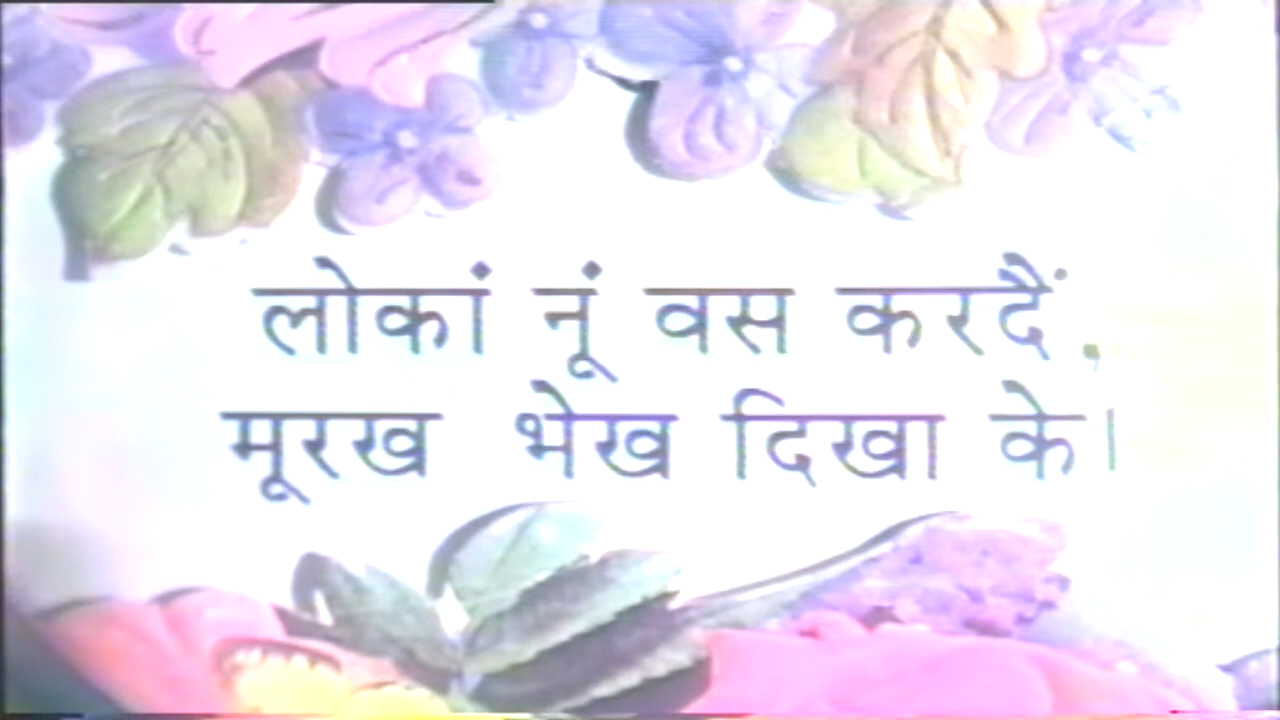 लोकां नूं वस करदैं,
मूरख भेख दिखा के।